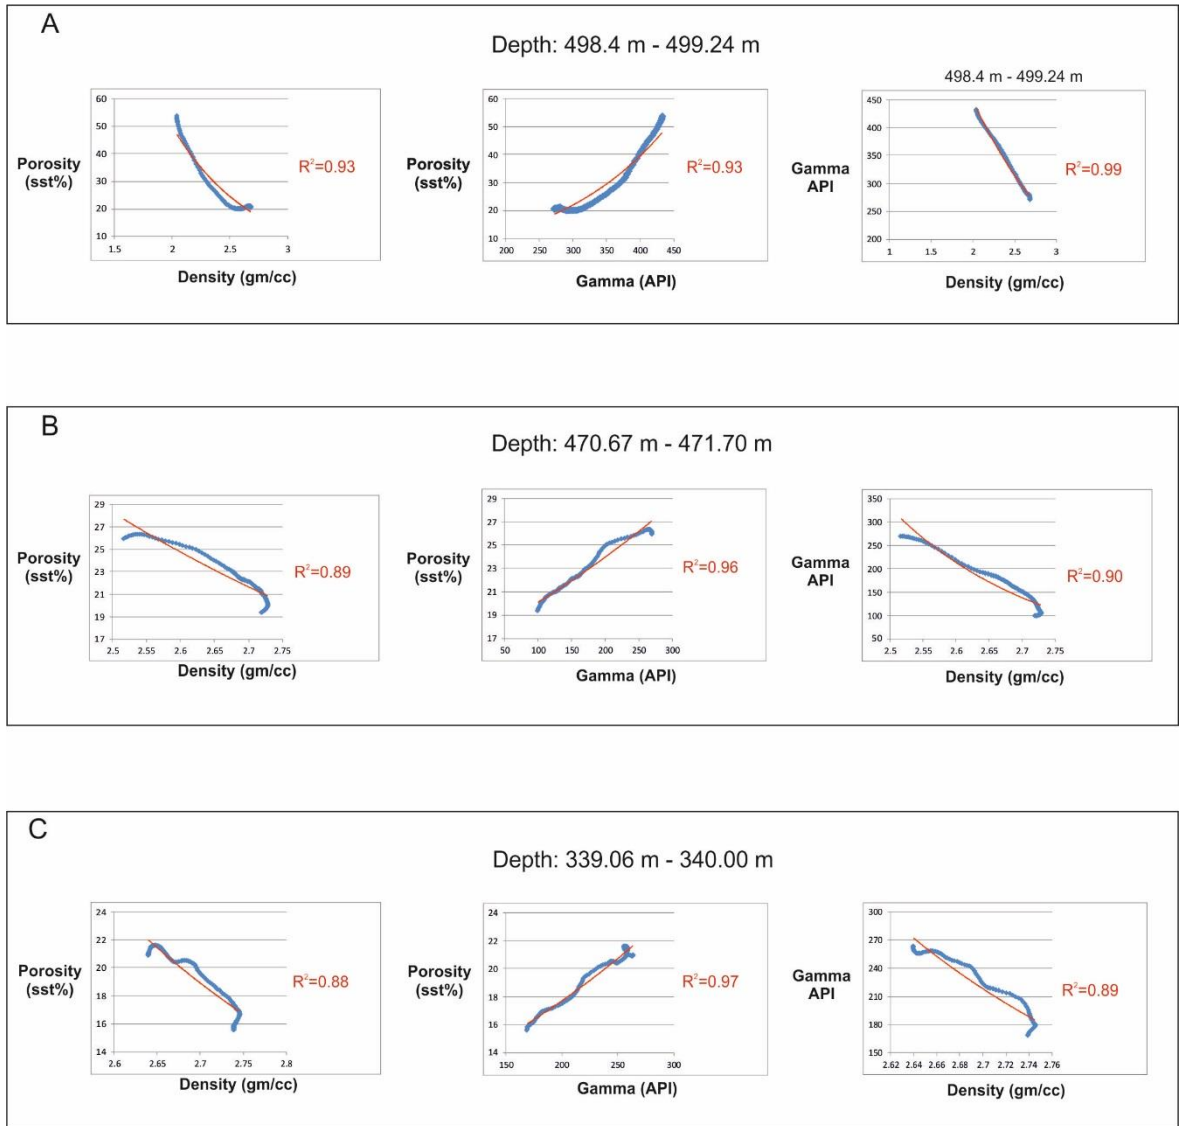 A
Depth: 498.4 m - 499.24 m
Porosity
(sst%)
60
50
40
30
20
10
1.5 2 2.5 3
R²=0.93
Density (gm/cc)
Porosity
(sst%)
60
50
40
30
20
10
200 250 300 350 400 450
R²=0.93
Gamma (API)
498.4 m - 499.24 m
Gamma
API
450
400
350
300
250
200
1 1.5 2 2.5 3
R²=0.99
Density (gm/cc)
B
Depth: 470.67 m - 471.70 m
Porosity
(sst%)
29
27
25
23
21
19
17
2.5 2.55 2.6 2.65 2.7 2.75
R²=0.89
Density (gm/cc)
Porosity
(sst%)
29
27
25
23
21
19
17
50 100 150 200 250 300
R²=0.96
Gamma (API)
Gamma
API
350
300
250
200
150
100
50
2.5 2.55 2.6 2.65 2.7 2.75
R²=0.90
Density (gm/cc)
C
Depth: 339.06 m - 340.00 m
Porosity
(sst%)
24
22
20
18
16
14
2.6 2.65 2.7 2.75 2.8
R²=0.88
Density (gm/cc)
Porosity
(sst%)
24
22
20
18
16
14
150 200 250 300
R²=0.97
Gamma (API)
Gamma
API
300
270
240
210
180
150
2.62 2.64 2.66 2.68 2.7 2.72 2.74 2.76
R²=0.89
Density (gm/cc)